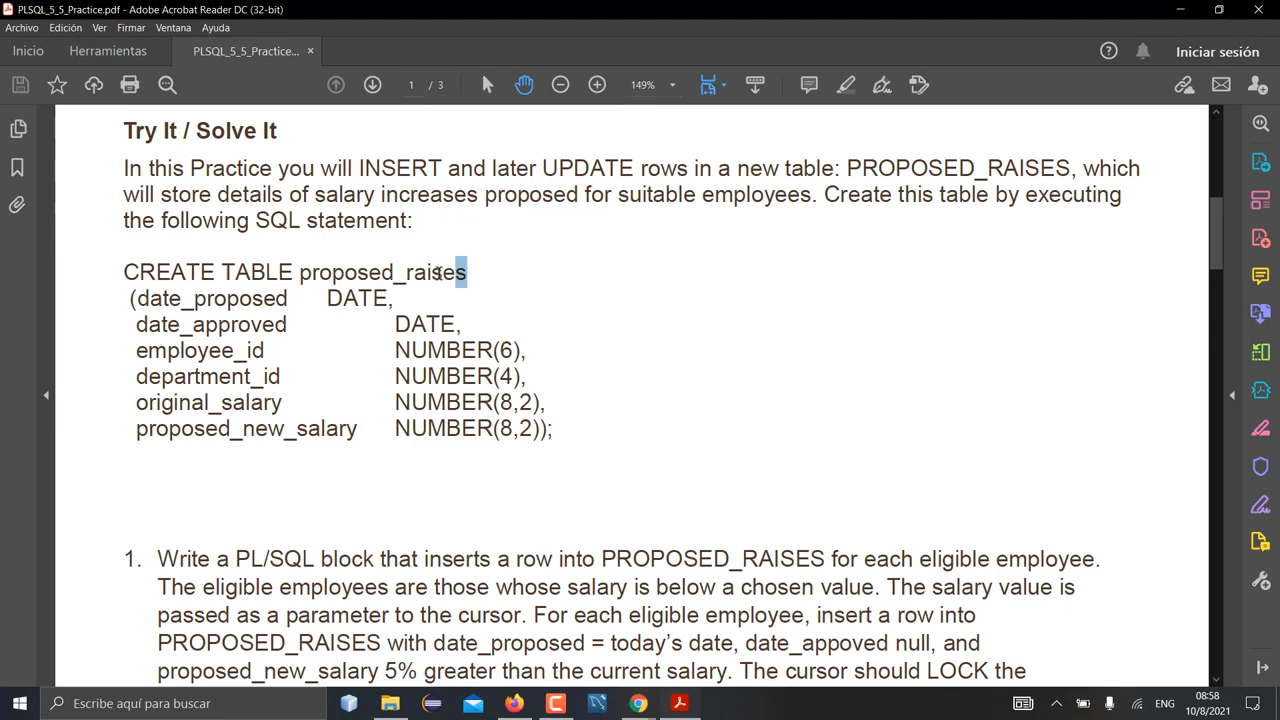 PLSQL_5_5_Practice.pdf - Adobe Acrobat Reader DC (32-bit)
Archivo Edición Ver Firmar Ventana Ayuda
Inicio Herramientas PLSQL_5_5_Practice... × Iniciar sesión
1 / 3 149%
Try It / Solve It
In this Practice you will INSERT and later UPDATE rows in a new table: PROPOSED_RAISES, which
will store details of salary increases proposed for suitable employees. Create this table by executing
the following SQL statement:
CREATE TABLE proposed_raises
(date_proposed DATE,
date_approved DATE,
employee_id NUMBER(6),
department_id NUMBER(4),
original_salary NUMBER(8,2),
proposed_new_salary NUMBER(8,2));
1. Write a PL/SQL block that inserts a row into PROPOSED_RAISES for each eligible employee.
The eligible employees are those whose salary is below a chosen value. The salary value is
passed as a parameter to the cursor. For each eligible employee, insert a row into
PROPOSED_RAISES with date_proposed = today’s date, date_appoved null, and
proposed_new_salary 5% greater than the current salary. The cursor should LOCK the
Escribe aquí para buscar
ENG
08:58
10/8/2021